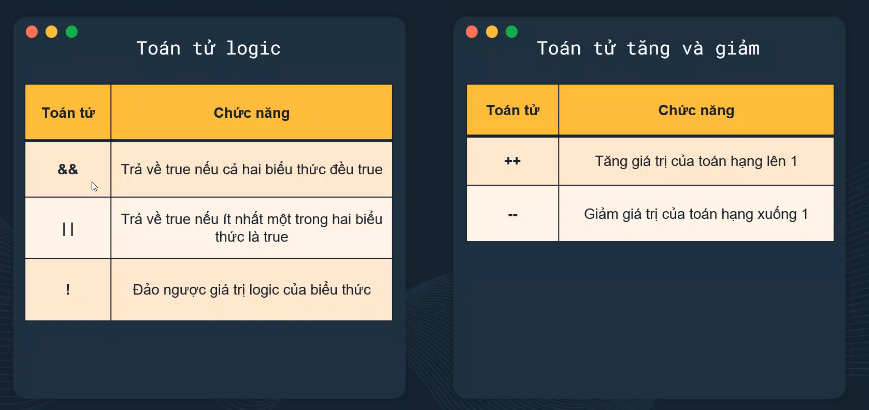 Toán tử logic
Toán tử
Chức năng
&&
Trả về true nếu cả hai biểu thức đều true
||
Trả về true nếu ít nhất một trong hai biểu
thức là true
!
Đảo ngược giá trị logic của biểu thức
Toán tử tăng và giảm
Toán tử
Chức năng
++
Tăng giá trị của toán hạng lên 1
--
Giảm giá trị của toán hạng xuống 1